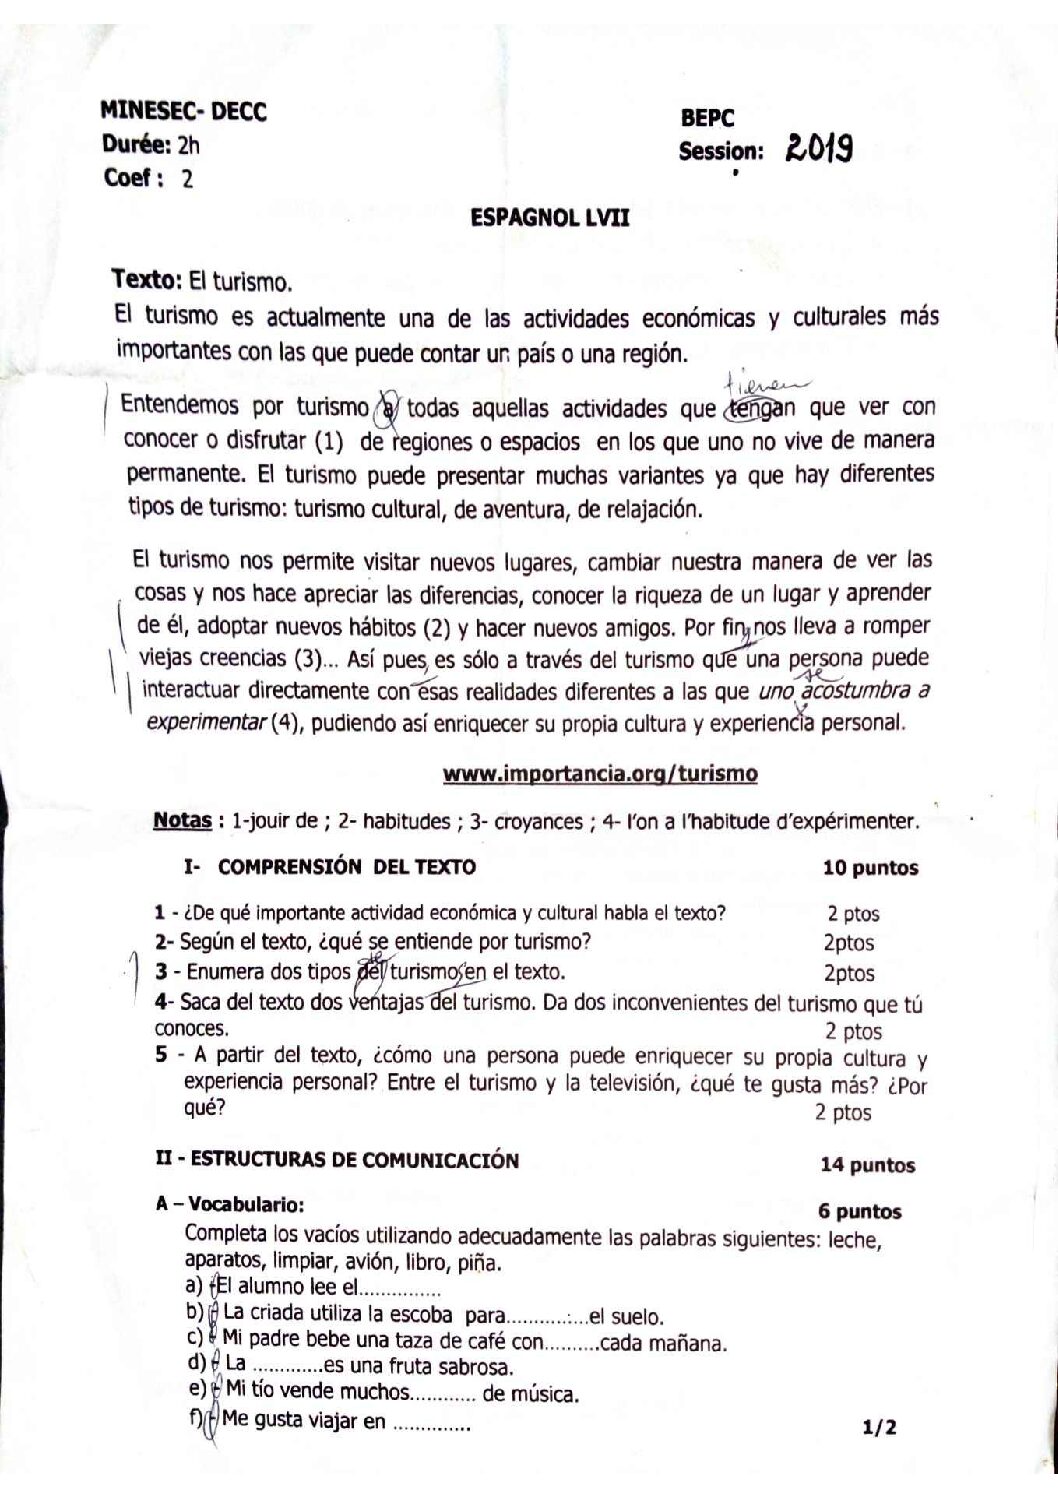 MINESEC- DECC
BEPC
Durée: 2h
Session: 2019
Coef : 2
ESPAGNOL LVII
Texto: El turismo.
El turismo es actualmente una de las actividades económicas y culturales más
importantes con las que puede contar un país o una región.
tienen
Entendemos por turismo a todas aquellas actividades que tengan que ver con
conocer o disfrutar (1) de regiones o espacios en los que uno no vive de manera
permanente. El turismo puede presentar muchas variantes ya que hay diferentes
tipos de turismo: turismo cultural, de aventura, de relajación.
El turismo nos permite visitar nuevos lugares, cambiar nuestra manera de ver las
cosas y nos hace apreciar las diferencias, conocer la riqueza de un lugar y aprender
de él, adoptar nuevos hábitos (2) y hacer nuevos amigos. Por fin, nos lleva a romper
viejas creencias (3)... Así pues, es sólo a través del turismo que una persona puede
se
interactuar directamente con esas realidades diferentes a las que uno acostumbra a
experimentar (4), pudiendo así enriquecer su propia cultura y experiencia personal.
www.importancia.org/turismo
Notas : 1-jouir de ; 2- habitudes ; 3- croyances ; 4- l'on a l'habitude d'expérimenter.
I- COMPRENSIÓN DEL TEXTO 10 puntos
1 - ¿De qué importante actividad económica y cultural habla el texto? 2 ptos
2- Según el texto, ¿qué se entiende por turismo? 2ptos
de
3 - Enumera dos tipos del turismo en el texto. 2ptos
4- Saca del texto dos ventajas del turismo. Da dos inconvenientes del turismo que tú
conoces. 2 ptos
5 - A partir del texto, ¿cómo una persona puede enriquecer su propia cultura y
experiencia personal? Entre el turismo y la televisión, ¿qué te gusta más? ¿Por
qué? 2 ptos
II - ESTRUCTURAS DE COMUNICACIÓN 14 puntos
A – Vocabulario: 6 puntos
Completa los vacíos utilizando adecuadamente las palabras siguientes: leche,
aparatos, limpiar, avión, libro, piña.
a) -El alumno lee el...............
b) - La criada utiliza la escoba para...............el suelo.
c) - Mi padre bebe una taza de café con..........cada mañana.
d) - La .............es una fruta sabrosa.
e) - Mi tío vende muchos............ de música.
f) - Me gusta viajar en ..............
1/2